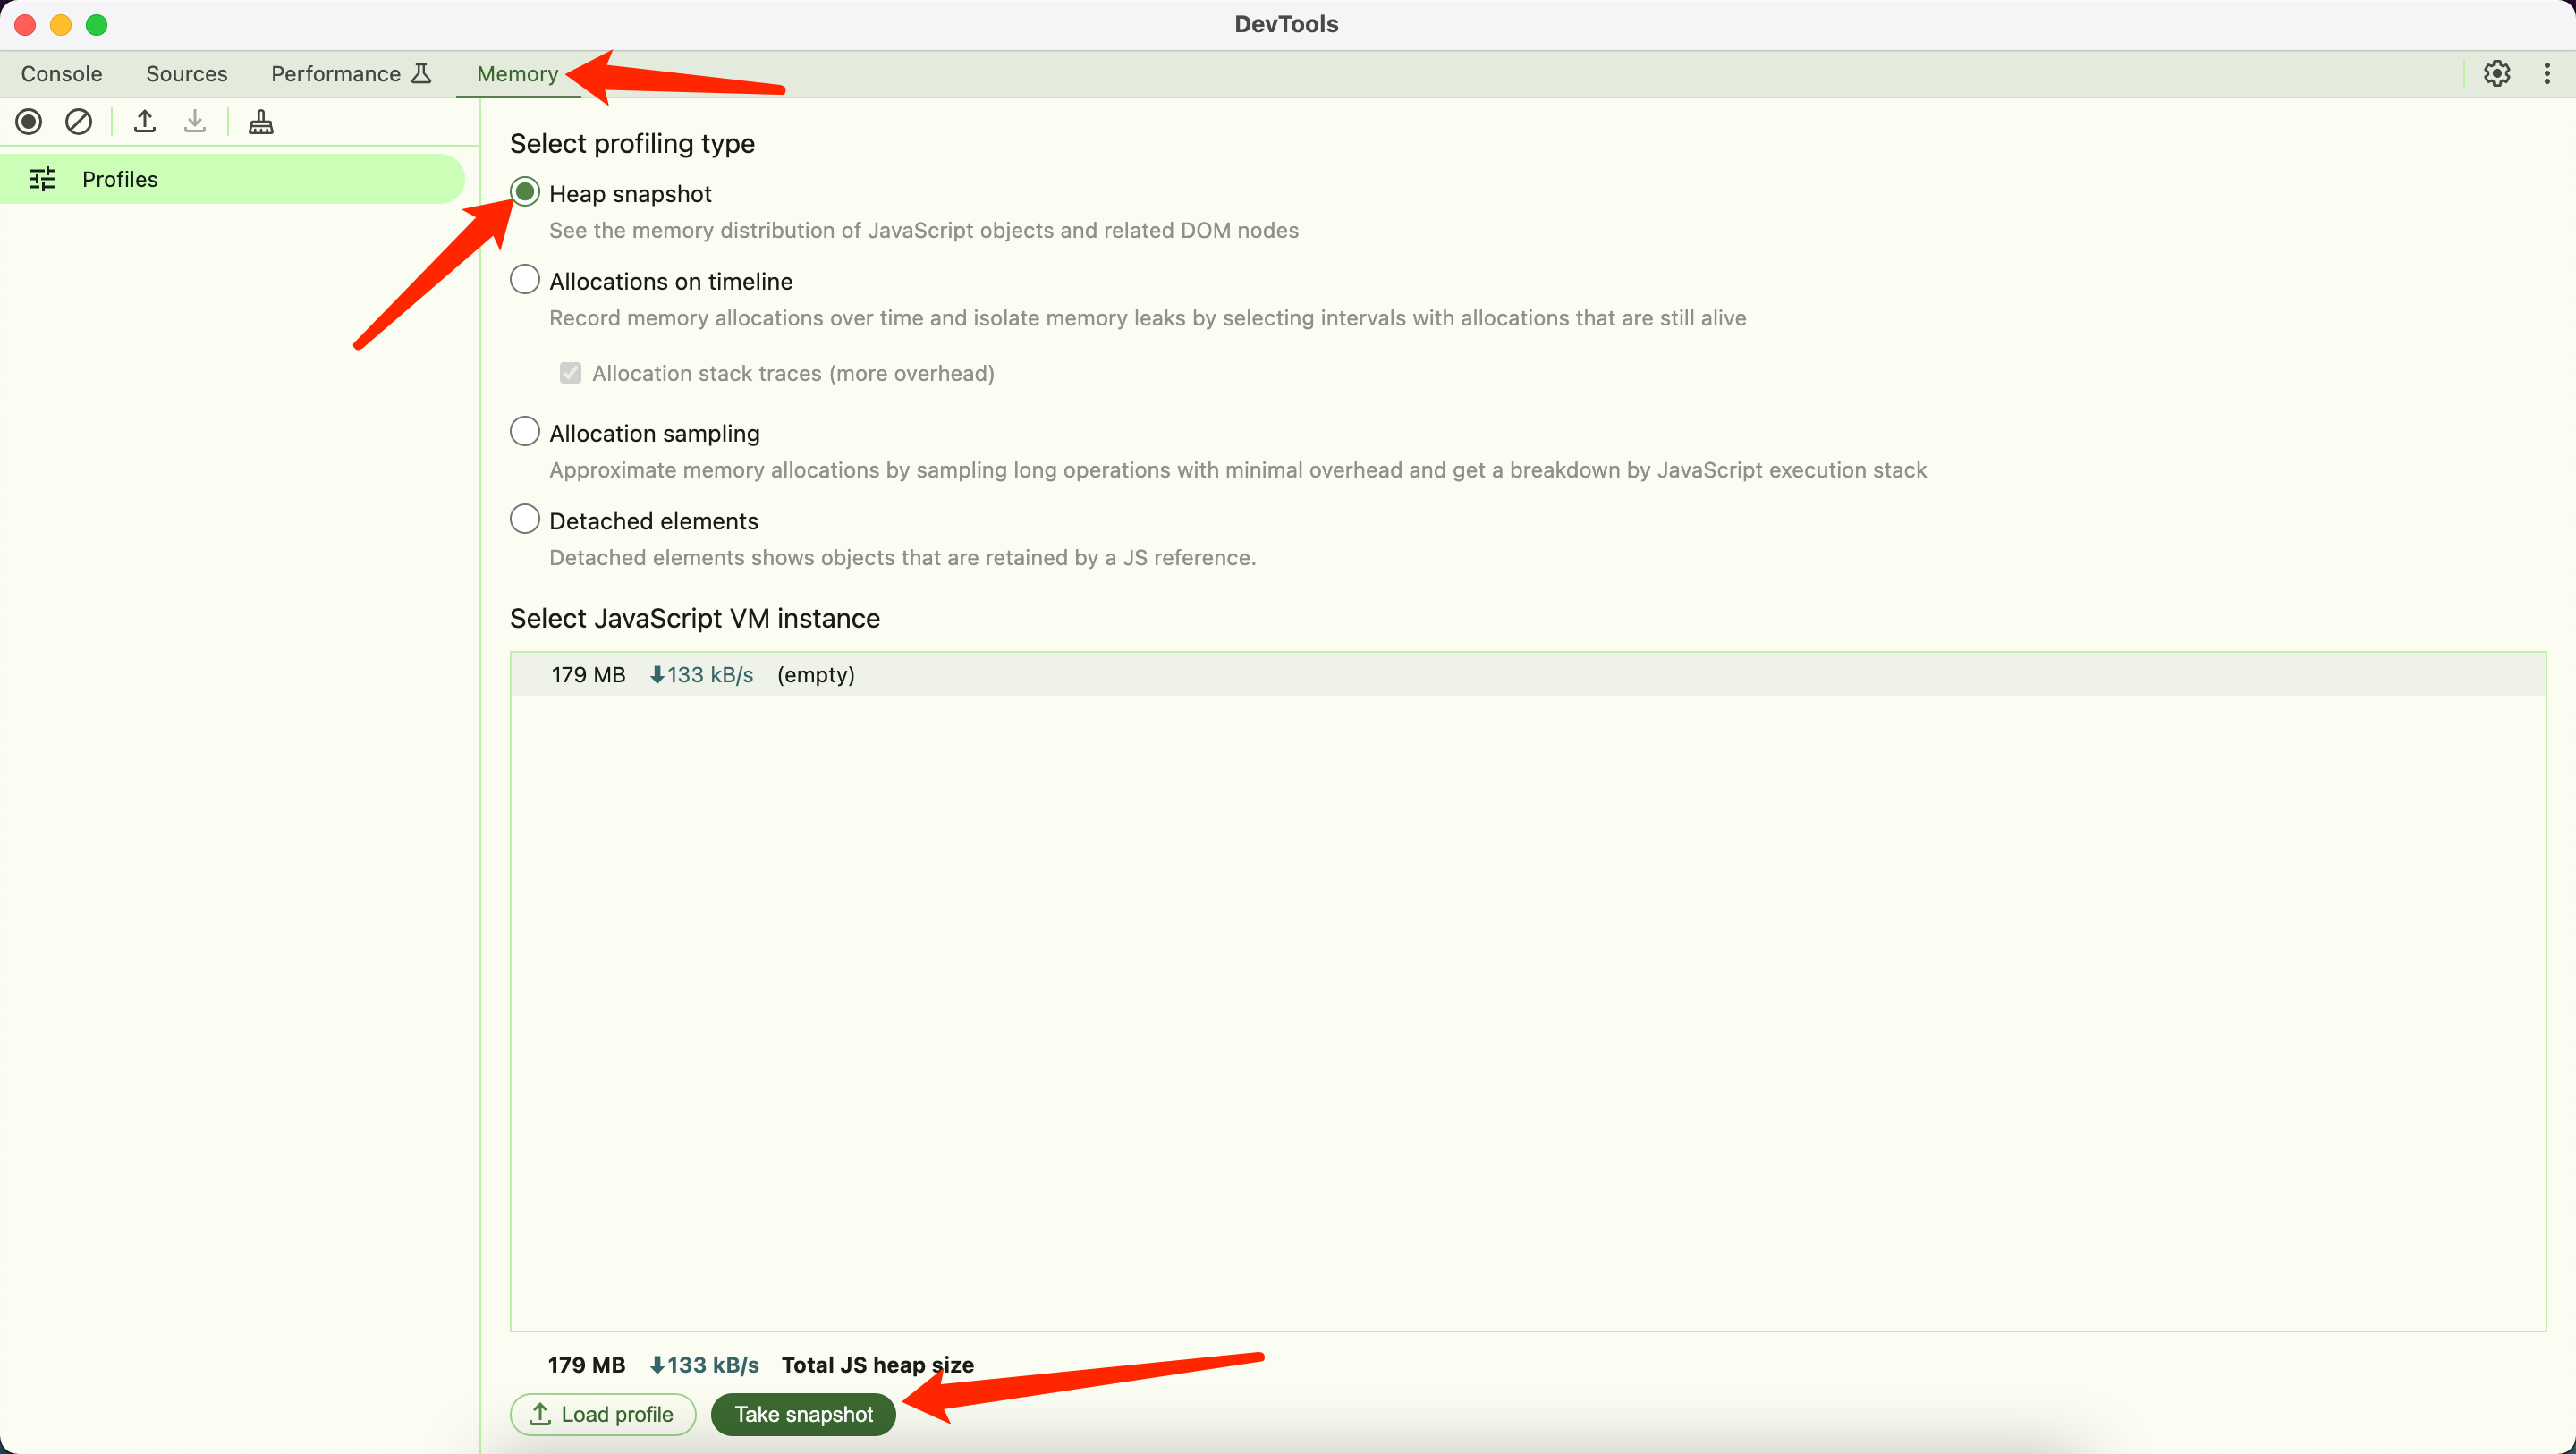 DevTools
Console Sources Performance Memory
Profiles
Select profiling type
Heap snapshot
See the memory distribution of JavaScript objects and related DOM nodes
Allocations on timeline
Record memory allocations over time and isolate memory leaks by selecting intervals with allocations that are still alive
Allocation stack traces (more overhead)
Allocation sampling
Approximate memory allocations by sampling long operations with minimal overhead and get a breakdown by JavaScript execution stack
Detached elements
Detached elements shows objects that are retained by a JS reference.
Select JavaScript VM instance
179 MB 133 kB/s (empty)
179 MB 133 kB/s Total JS heap size
Load profile Take snapshot